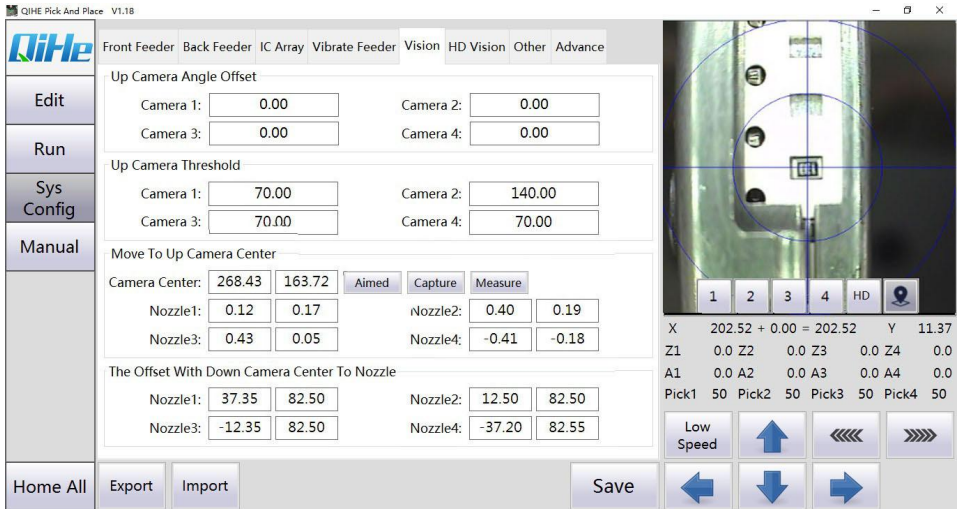 QIHE Pick And Place V1.18
QiHe
Front Feeder Back Feeder IC Array Vibrate Feeder Vision HD Vision Other Advance
Edit
Run
Sys
Config
Manual
Home All
Up Camera Angle Offset
Camera 1: 0.00 Camera 2: 0.00
Camera 3: 0.00 Camera 4: 0.00
Up Camera Threshold
Camera 1: 70.00 Camera 2: 140.00
Camera 3: 70.00 Camera 4: 70.00
Move To Up Camera Center
Camera Center: 268.43 163.72 Aimed Capture Measure
Nozzle1: 0.12 0.17 Nozzle2: 0.40 0.19
Nozzle3: 0.43 0.05 Nozzle4: -0.41 -0.18
The Offset With Down Camera Center To Nozzle
Nozzle1: 37.35 82.50 Nozzle2: 12.50 82.50
Nozzle3: -12.35 82.50 Nozzle4: -37.20 82.55
Export Import Save
1 2 3 4 HD
X 202.52 + 0.00 = 202.52 Y 11.37
Z1 0.0 Z2 0.0 Z3 0.0 Z4 0.0
A1 0.0 A2 0.0 A3 0.0 A4 0.0
Pick1 50 Pick2 50 Pick3 50 Pick4 50
Low
Speed